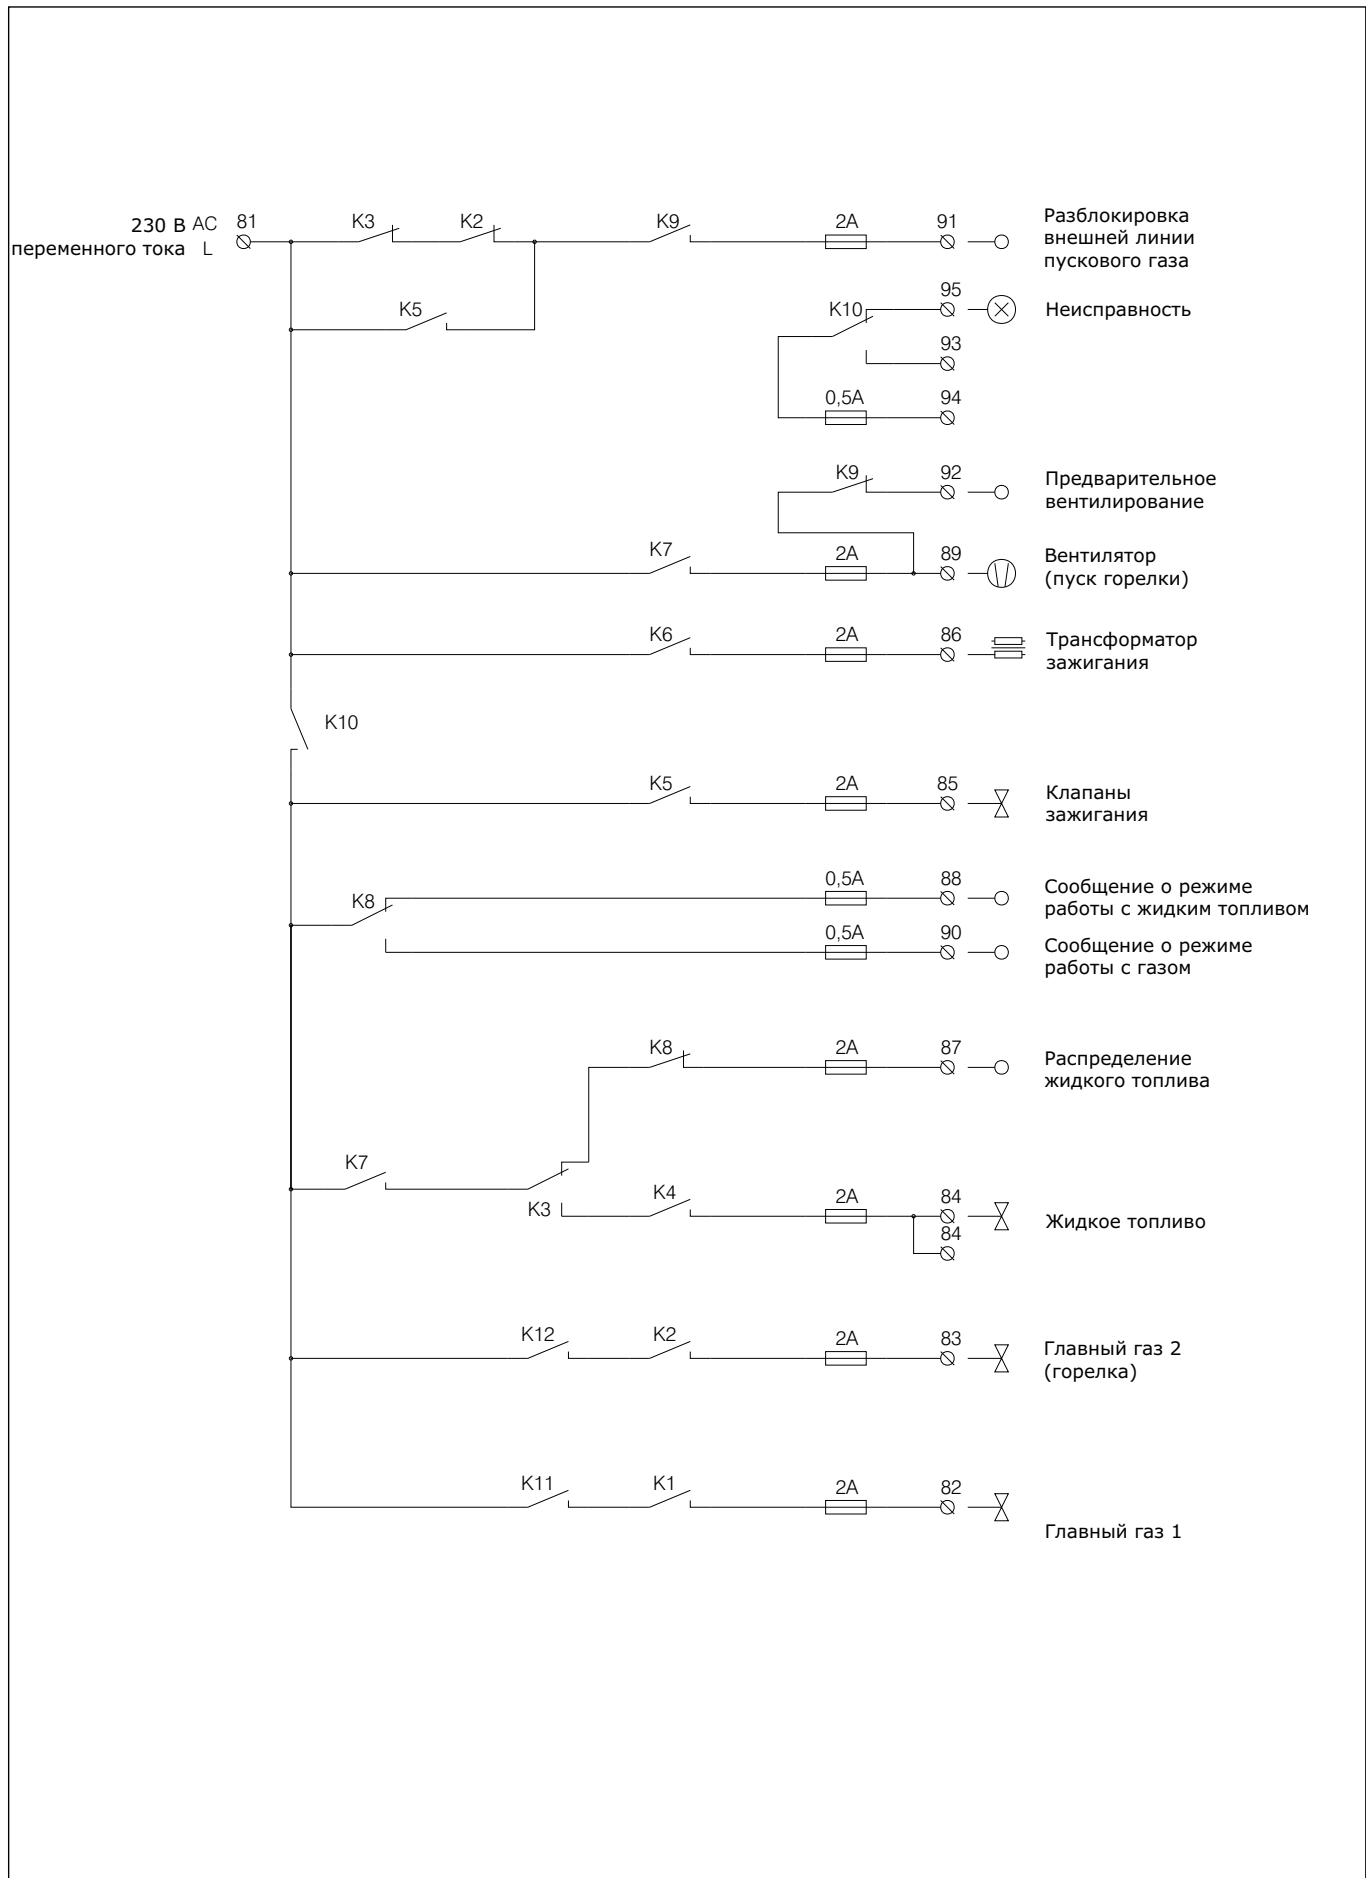 230 В AC 81
переменного тока L
K3
K2
K9
2A
91
Разблокировка
внешней линии
пускового газа
K5
K10
95
Неисправность
93
0,5A
94
K9
92
Предварительное
вентилирование
K7
2A
89
Вентилятор
(пуск горелки)
K6
2A
86
Трансформатор
зажигания
K10
K5
2A
85
Клапаны
зажигания
K8
0,5A
88
Сообщение о режиме
работы с жидким топливом
0,5A
90
Сообщение о режиме
работы с газом
K8
2A
87
Распределение
жидкого топлива
K7
K3
K4
2A
84
Жидкое топливо
84
K12
K2
2A
83
Главный газ 2
(горелка)
K11
K1
2A
82
Главный газ 1